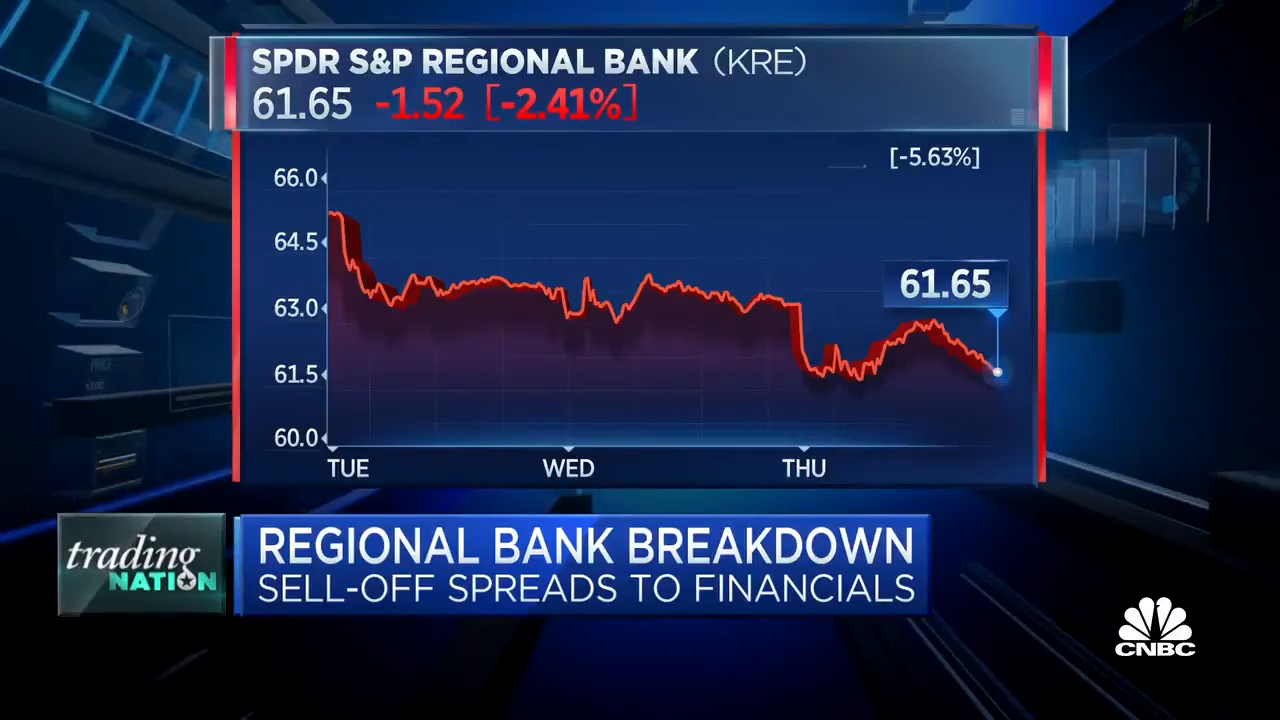 SPDR S&P REGIONAL BANK (KRE)
61.65 -1.52 [-2.41%]
[-5.63%]
66.0
64.5
63.0
61.5
60.0
61.65
TUE WED THU
trading
NATION
REGIONAL BANK BREAKDOWN
SELL-OFF SPREADS TO FINANCIALS
CNBC